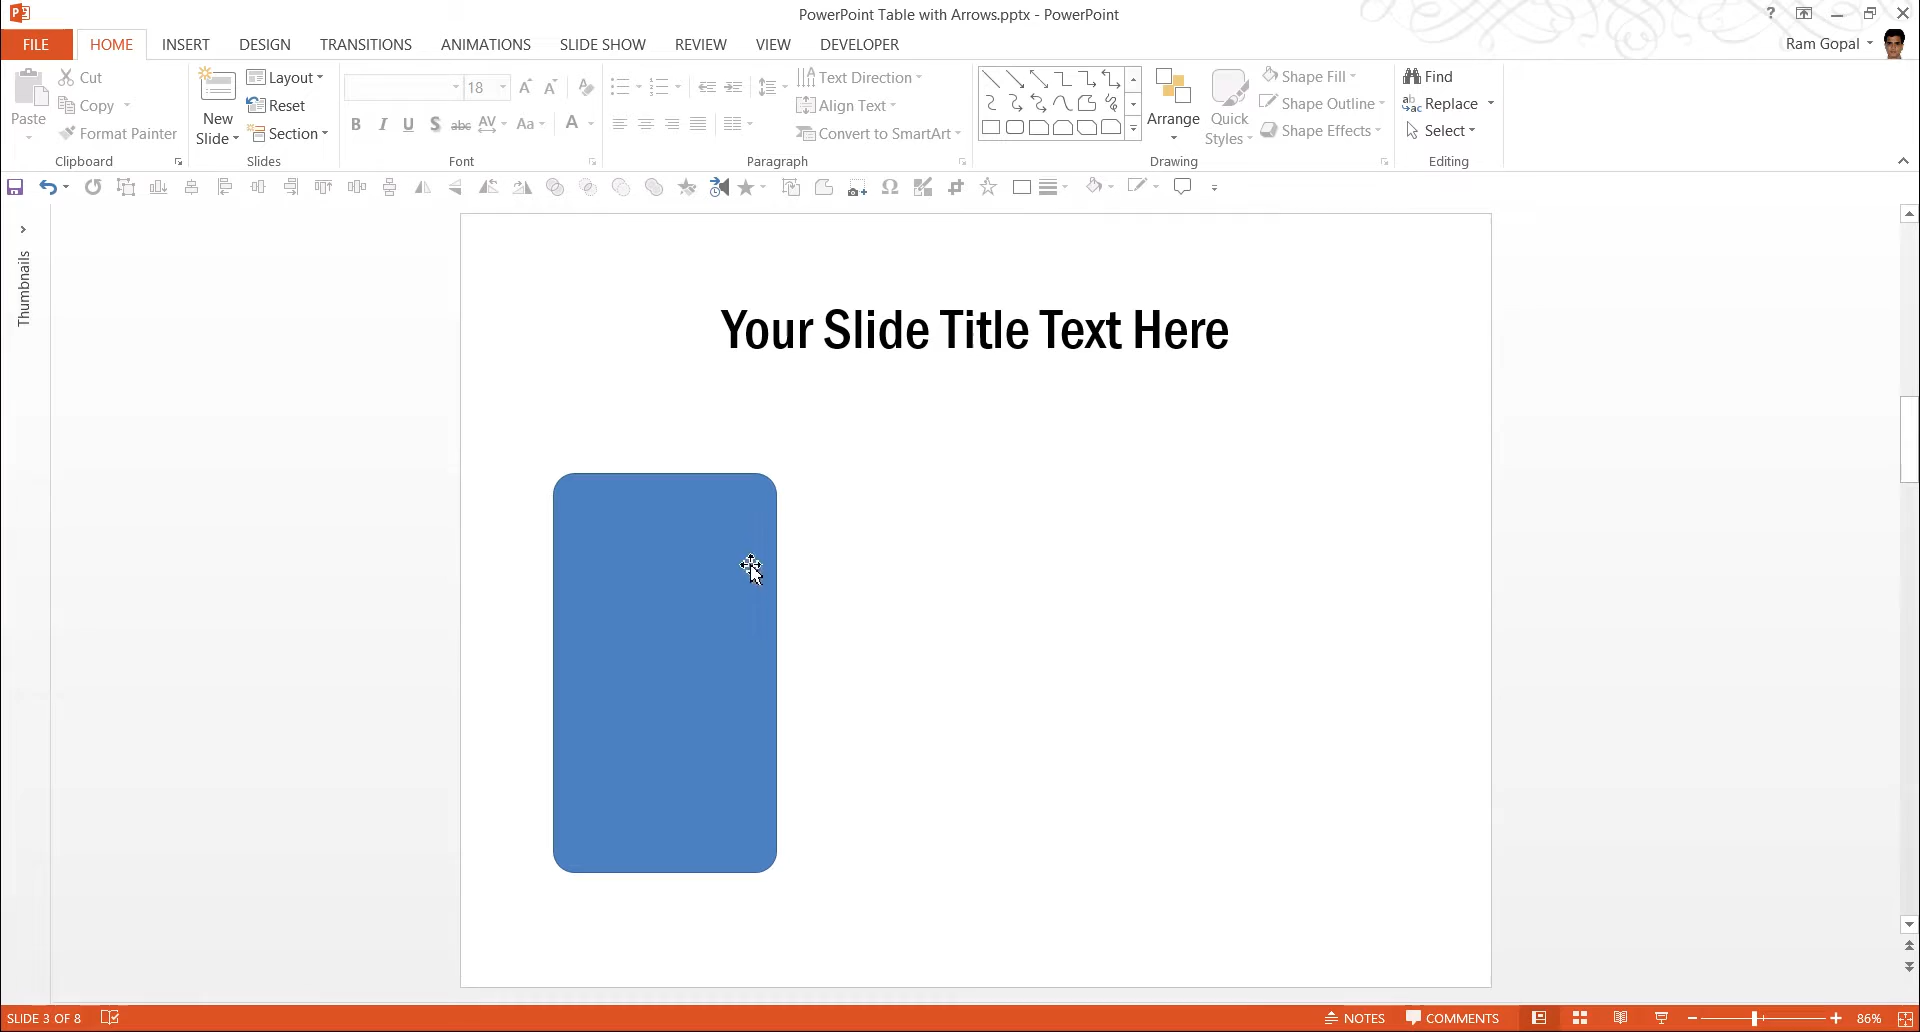 PowerPoint Table with Arrows.pptx - PowerPoint
FILE HOME INSERT DESIGN TRANSITIONS ANIMATIONS SLIDE SHOW REVIEW VIEW DEVELOPER
Ram Gopal
Paste
Cut
Copy
Format Painter
Clipboard
New
Slide
Layout
Reset
Section
Slides
18
B I U S abc AV Aa A
Font
Text Direction
Align Text
Convert to SmartArt
Paragraph
Arrange
Quick
Styles
Shape Fill
Shape Outline
Shape Effects
Drawing
Find
Replace
Select
Editing
Thumbnails
Your Slide Title Text Here
SLIDE 3 OF 8
NOTES
COMMENTS
86%